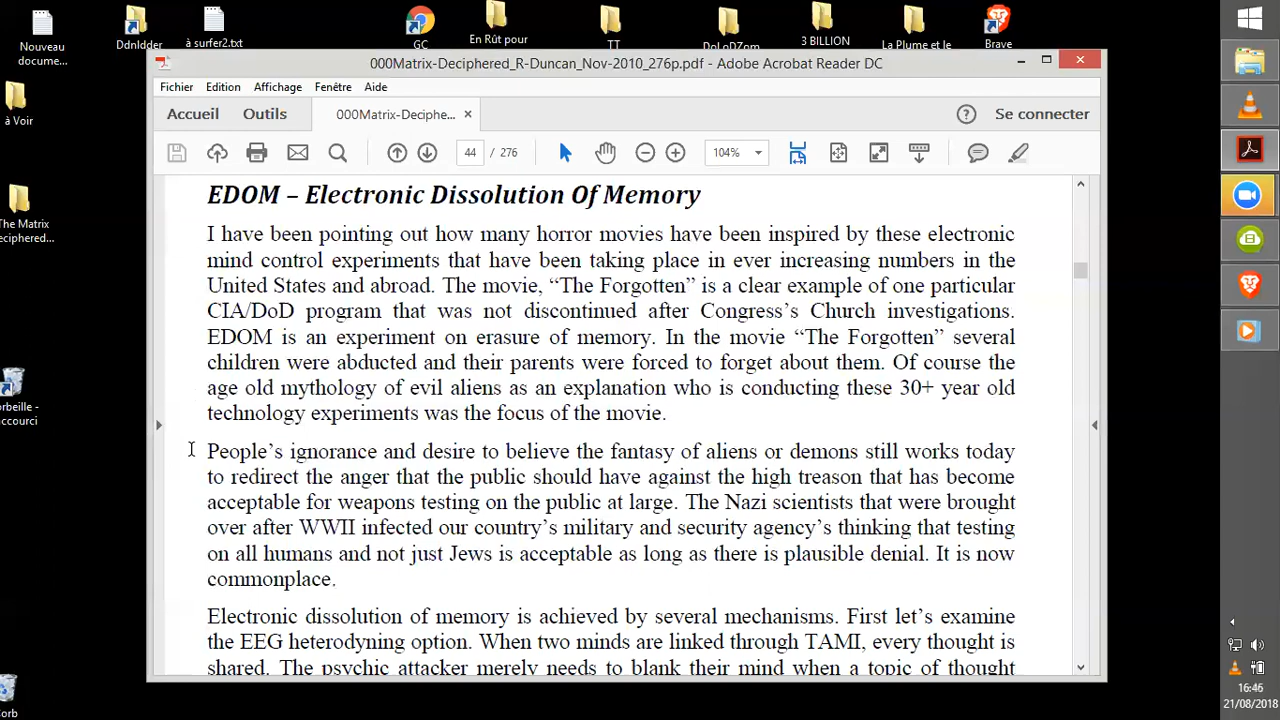 Nouveau
docume...
DdnIdder
à surfer2.txt
GC
En Rût pour
TT
DoLoDZom
3 BILLION
La Plume et le
Brave
à Voir
The Matrix
Deciphered...
orbeille -
accourci
Corb
000Matrix-Deciphered_R-Duncan_Nov-2010_276p.pdf - Adobe Acrobat Reader DC
Fichier Edition Affichage Fenêtre Aide
Accueil Outils 000Matrix-Deciphe... Se connecter
44 / 276 104%
EDOM – Electronic Dissolution Of Memory
I have been pointing out how many horror movies have been inspired by these electronic
mind control experiments that have been taking place in ever increasing numbers in the
United States and abroad. The movie, “The Forgotten” is a clear example of one particular
CIA/DoD program that was not discontinued after Congress’s Church investigations.
EDOM is an experiment on erasure of memory. In the movie “The Forgotten” several
children were abducted and their parents were forced to forget about them. Of course the
age old mythology of evil aliens as an explanation who is conducting these 30+ year old
technology experiments was the focus of the movie.
People’s ignorance and desire to believe the fantasy of aliens or demons still works today
to redirect the anger that the public should have against the high treason that has become
acceptable for weapons testing on the public at large. The Nazi scientists that were brought
over after WWII infected our country’s military and security agency’s thinking that testing
on all humans and not just Jews is acceptable as long as there is plausible denial. It is now
commonplace.
Electronic dissolution of memory is achieved by several mechanisms. First let’s examine
the EEG heterodyning option. When two minds are linked through TAMI, every thought is
shared. The psychic attacker merely needs to blank their mind when a topic of thought
16:46
21/08/2018